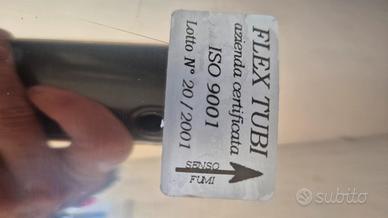 FLEX TUBI
azienda certificata
ISO 9001
Lotto N° 20/2001
SENSO
FUMI
subito